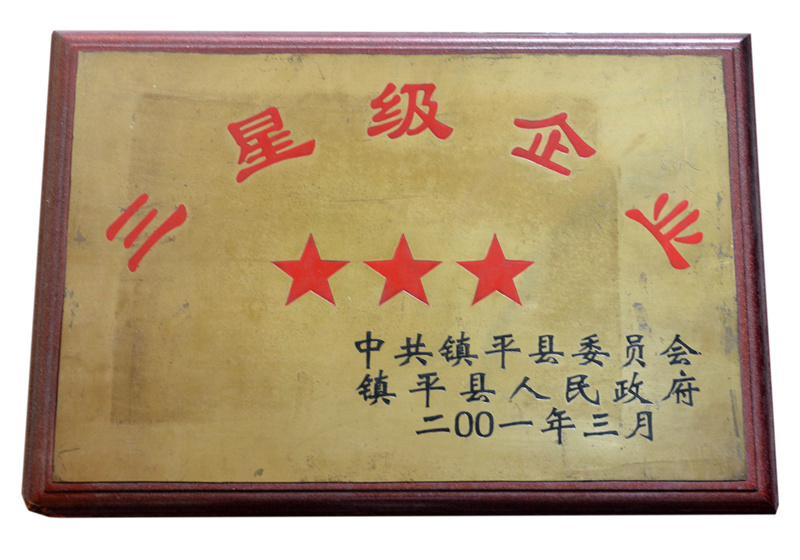 三星级企业
中共镇平县委员会
镇平县人民政府
二00一年三月